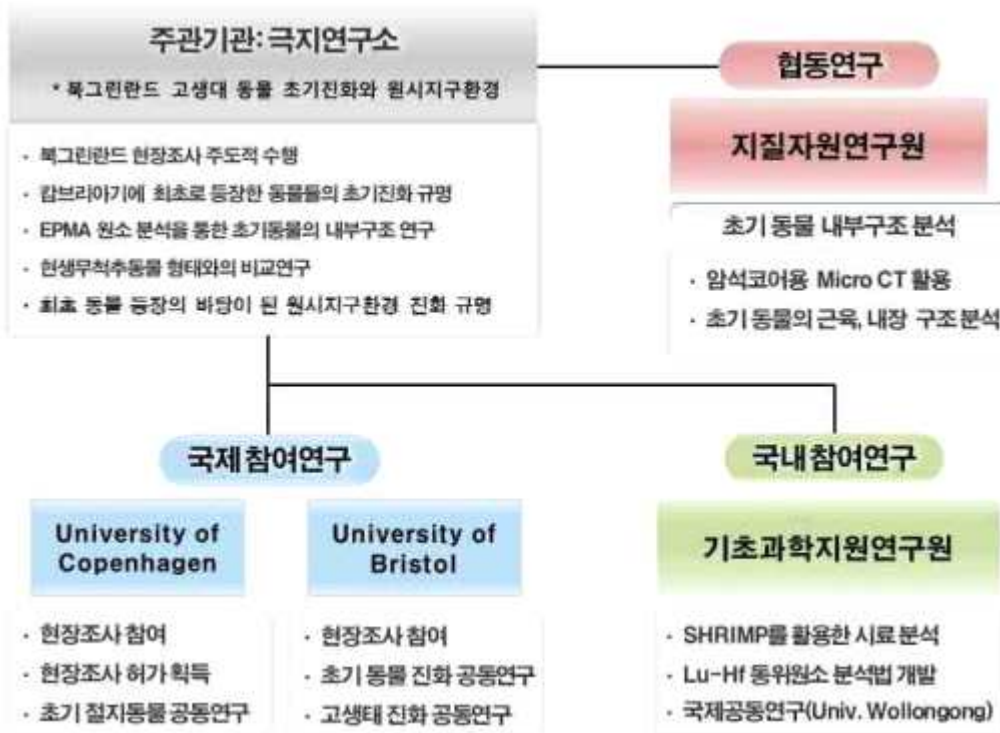 주관기관: 극지연구소
* 북그린란드 고생대 동물 초기진화와 원시지구환경
· 북그린란드 현장조사 주도적 수행
· 캄브리아기에 최초로 등장한 동물들의 초기진화 규명
· EPMA 원소 분석을 통한 초기동물의 내부구조 연구
· 현생무척추동물 형태와의 비교연구
· 최초 동물 등장의 바탕이 된 원시지구환경 진화 규명
협동연구
지질자원연구원
초기 동물 내부구조 분석
· 암석코어용 Micro CT 활용
· 초기 동물의 근육, 내장 구조 분석
국제참여연구
University of
Copenhagen
· 현장조사 참여
· 현장조사 허가 획득
· 초기 절지동물 공동연구
University of
Bristol
· 현장조사 참여
· 초기 동물 진화 공동연구
· 고생태 진화 공동연구
국내참여연구
기초과학지원연구원
· SHRIMP를 활용한 시료 분석
· Lu-Hf 동위원소 분석법 개발
· 국제공동연구(Univ. Wollongong)